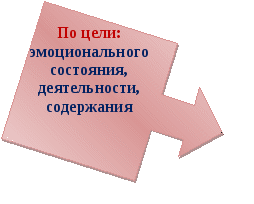 По цели:
эмоционального
состояния,
деятельности,
содержания